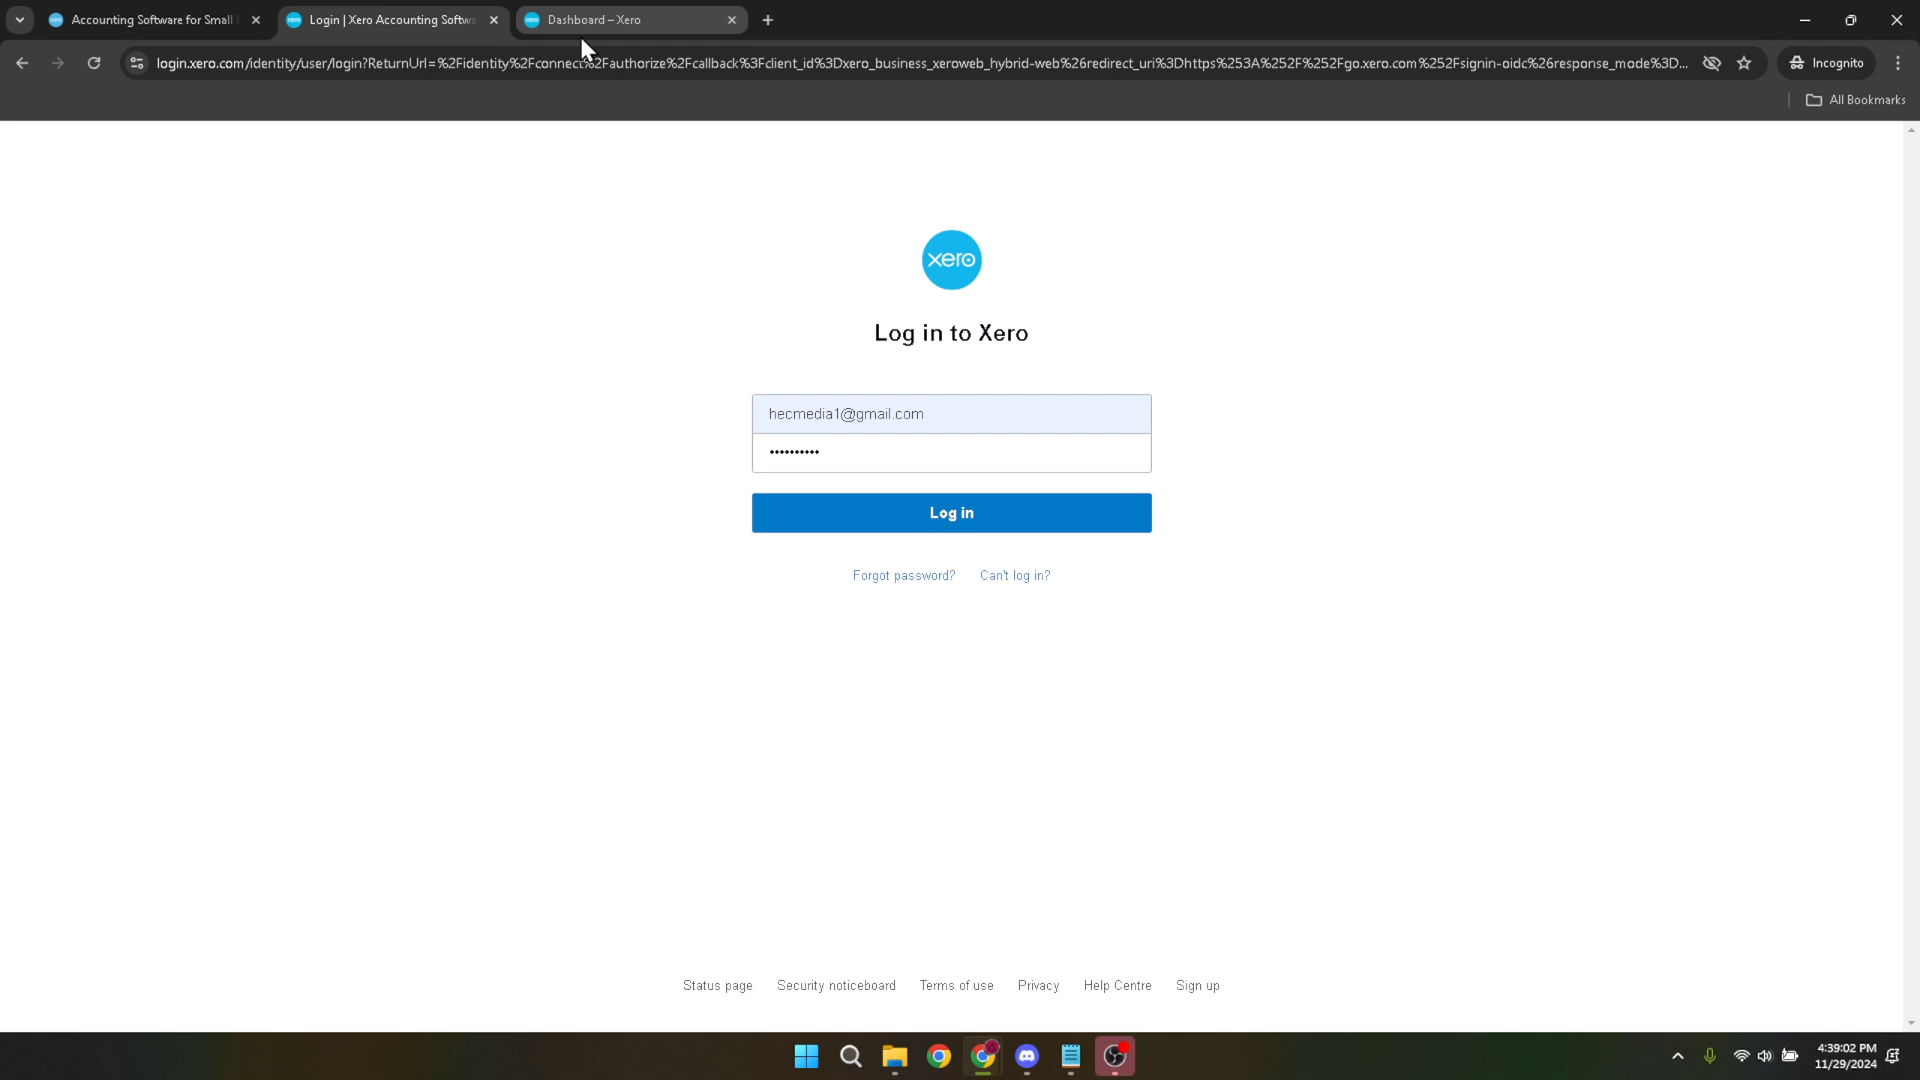 Accounting Software for Small
Login | Xero Accounting Softwa
Dashboard – Xero
login.xero.com/identity/user/login?ReturnUrl=%2Fidentity%2Fconnect%2Fauthorize%2Fcallback%3Fclient_id%3Dxero_business_xeroweb_hybrid-web%26redirect_uri%3Dhttps%253A%252F%252Fgo.xero.com%252Fsignin-oidc%26response_mode%3D...
Incognito
All Bookmarks
xero
Log in to Xero
hecmedia1@gmail.com
••••••••••
Log in
Forgot password? Can't log in?
Status page Security noticeboard Terms of use Privacy Help Centre Sign up
4:39:02 PM
11/29/2024